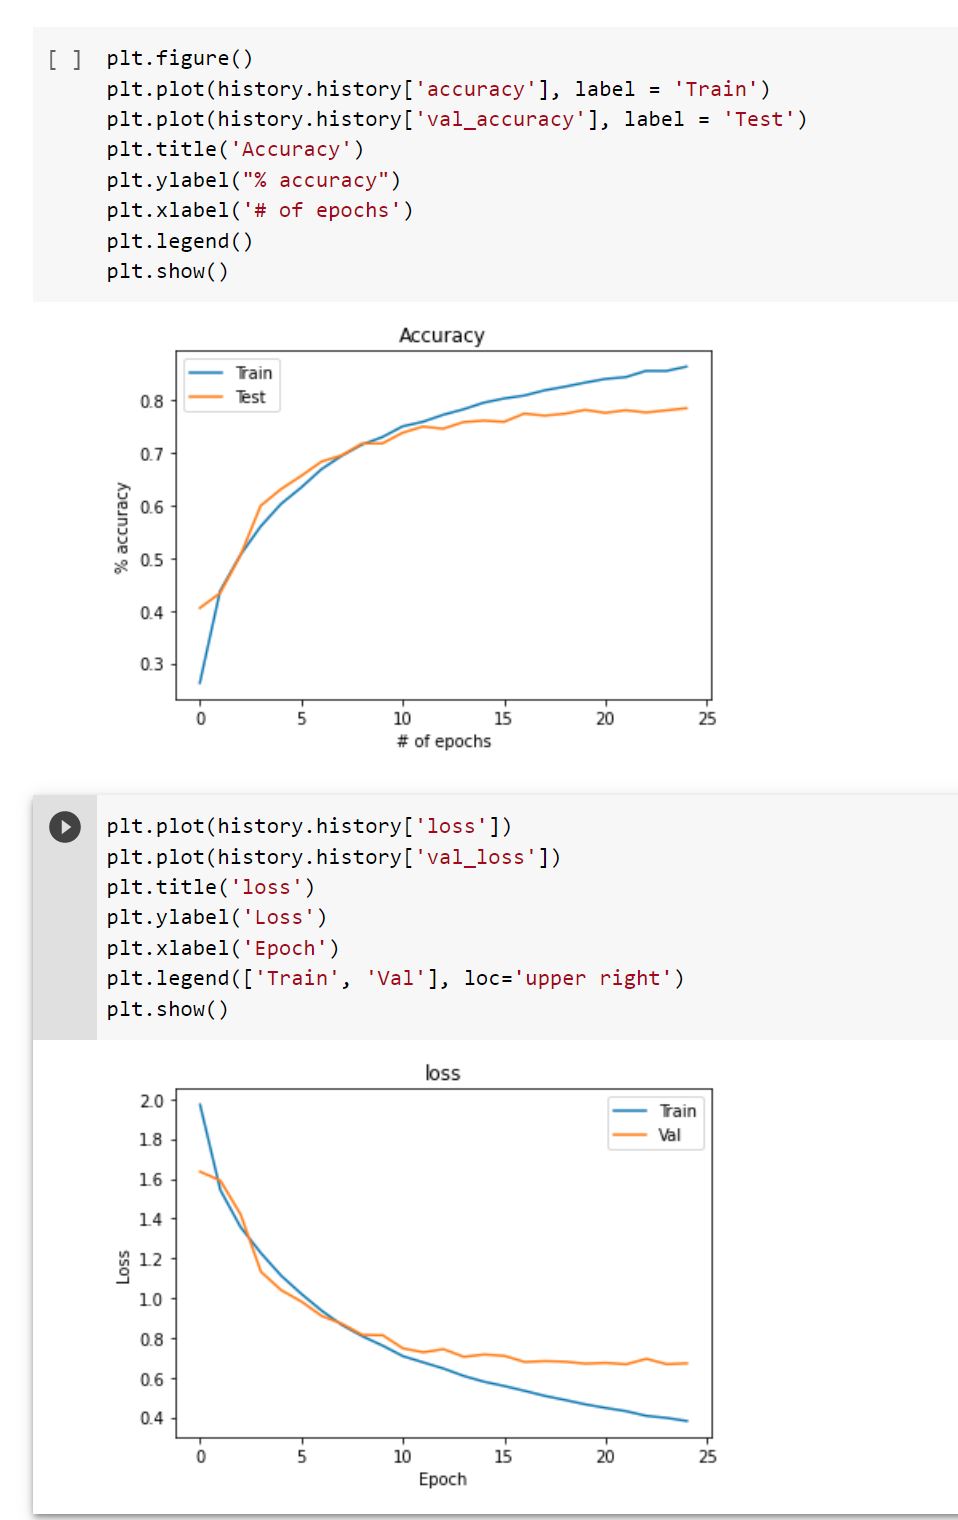 [ ] plt.figure()
plt.plot(history.history['accuracy'], label = 'Train')
plt.plot(history.history['val_accuracy'], label = 'Test')
plt.title('Accuracy')
plt.ylabel("% accuracy")
plt.xlabel('# of epochs')
plt.legend()
plt.show()
Accuracy
Train
Test
% accuracy
0.8
0.7
0.6
0.5
0.4
0.3
0 5 10 15 20 25
# of epochs
plt.plot(history.history['loss'])
plt.plot(history.history['val_loss'])
plt.title('loss')
plt.ylabel('Loss')
plt.xlabel('Epoch')
plt.legend(['Train', 'Val'], loc='upper right')
plt.show()
loss
Train
Val
Loss
2.0
1.8
1.6
1.4
1.2
1.0
0.8
0.6
0.4
0 5 10 15 20 25
Epoch